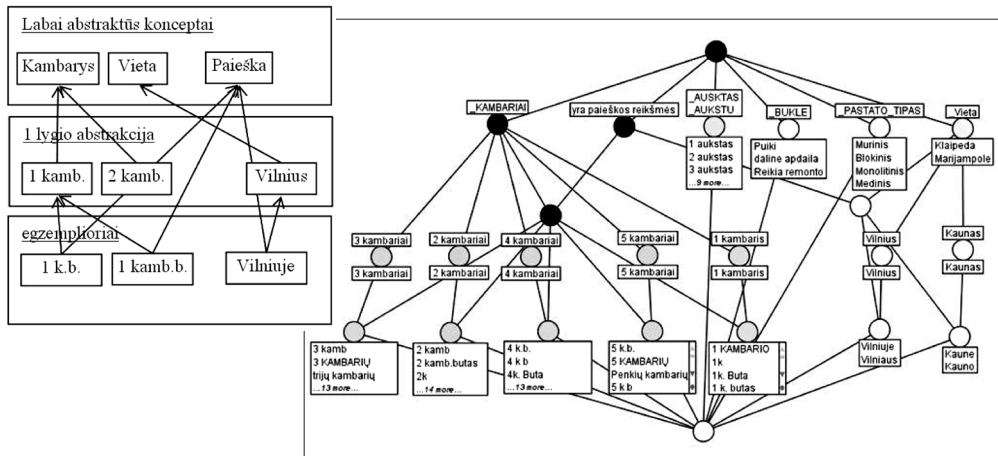 Labai abstraktūs konceptai
Kambarys
Vieta
Paieška
1 lygio abstrakcija
1 kamb.
2 kamb.
Vilnius
egzemplioriai
1 k.b.
1 kamb.b.
Vilniuje
_KAMBARIAI
yra paieškos reikšmės
_AUSKTAS
_AUKSTU
1 aukstas
2 aukstas
3 aukstas
...9 more...
_BUKLE
Puiki
daline apdaila
Reikia remonto
_PASTATO_TIPAS
Murinis
Blokinis
Monolitinis
Medinis
_Vieta
Klaipeda
Marijampole
3 kambariai
2 kambariai
4 kambariai
5 kambariai
1 kambaris
Vilnius
Kaunas
3 kambariai
2 kambariai
4 kambariai
5 kambariai
1 kambaris
Vilnius
Kaunas
3 kamb
3 KAMBARIŲ
trijų kambarių
...13 more...
2 kamb
2 kamb.butas
2k
...14 more...
4 k.b.
4 k b
4k. Buta
...13 more...
5 k.b.
5 KAMBARIŲ
Penkių kambarių
5 k b
1 KAMBARIO
1k
1k. Buta
1 k. butas
Vilniuje
Vilniaus
Kaune
Kauno